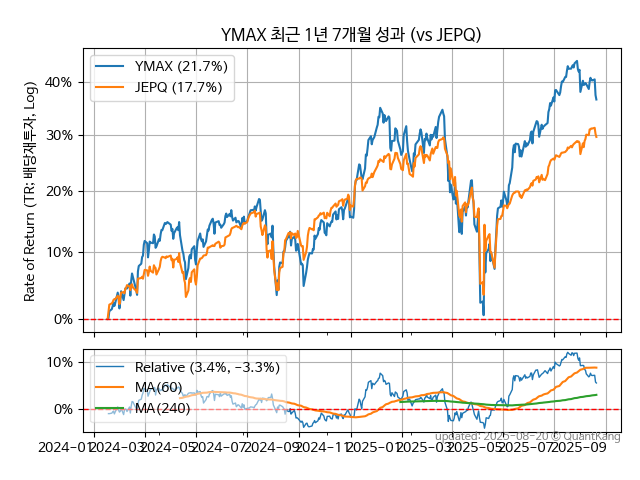 YMAX 최근 1년 7개월 성과 (vs JEPQ)
Rate of Return (TR: 배당재투자, Log)
YMAX (21.7%)
JEPQ (17.7%)
40%
30%
20%
10%
0%
Relative (3.4%, −3.3%)
MA(60)
MA(240)
10%
0%
2024-01
2024-03
2024-05
2024-07
2024-09
2024-11
2025-01
2025-03
2025-05
2025-07
2025-09
updated: 2025-08-20 © QuantKang